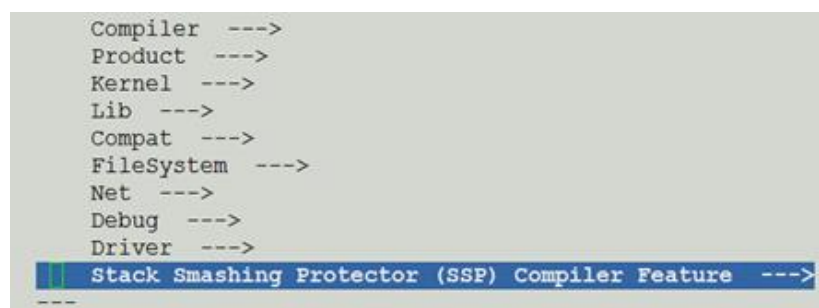 Compiler --->
Product --->
Kernel --->
Lib --->
Compat --->
FileSystem --->
Net --->
Debug --->
Driver --->
Stack Smashing Protector (SSP) Compiler Feature --->
---